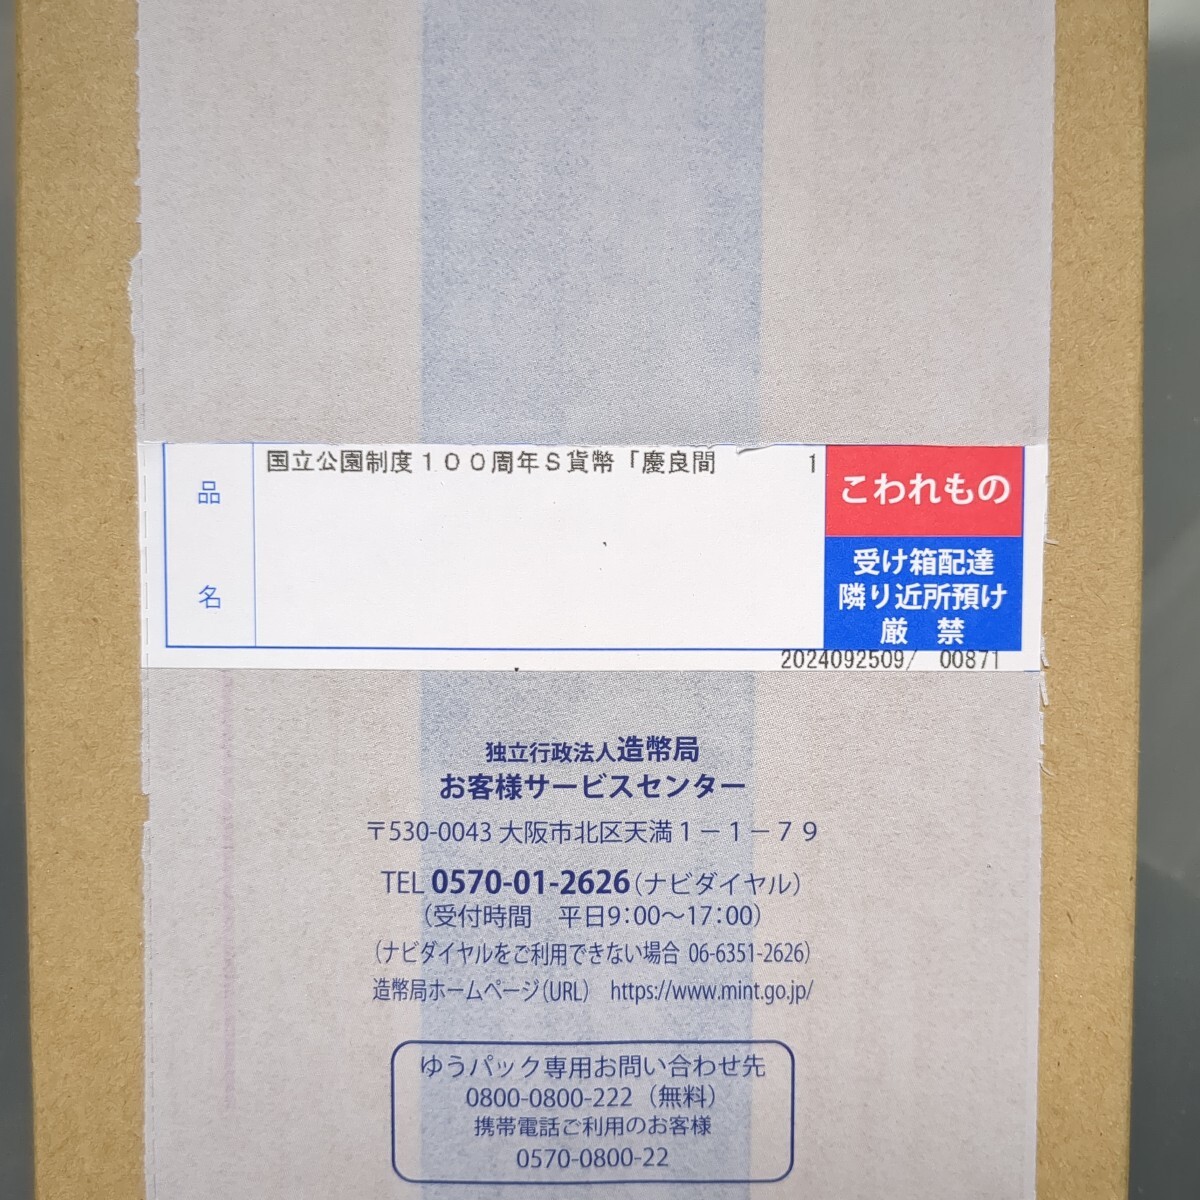 品名
国立公園制度１００周年Ｓ貨幣「慶良間 1
こわれもの
受け箱配達
隣り近所預け
厳　禁
2024092509/ 00871
独立行政法人造幣局
お客様サービスセンター
〒530-0043 大阪市北区天満１－１－７９
TEL 0570-01-2626（ナビダイヤル）
（受付時間　平日9:00〜17:00）
（ナビダイヤルをご利用できない場合 06-6351-2626）
造幣局ホームページ（URL）　https://www.mint.go.jp/
ゆうパック専用お問い合わせ先
0800-0800-222（無料）
携帯電話ご利用のお客様
0570-0800-22